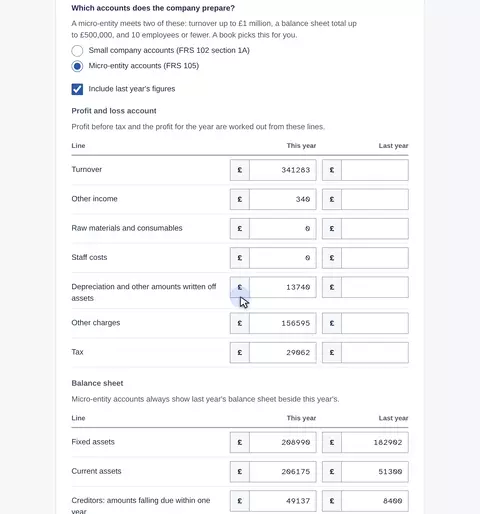 Which accounts does the company prepare?
A micro-entity meets two of these: turnover up to £1 million, a balance sheet total up
to £500,000, and 10 employees or fewer. A book picks this for you.
Small company accounts (FRS 102 section 1A)
Micro-entity accounts (FRS 105)
Include last year's figures
Profit and loss account
Profit before tax and the profit for the year are worked out from these lines.
Line This year Last year
Turnover £ 341283 £
Other income £ 340 £
Raw materials and consumables £ 0 £
Staff costs £ 0 £
Depreciation and other amounts written off
assets £ 13740 £
Other charges £ 156595 £
Tax £ 29062 £
Balance sheet
Micro-entity accounts always show last year's balance sheet beside this year's.
Line This year Last year
Fixed assets £ 208990 £ 182902
Current assets £ 206175 £ 51300
Creditors: amounts falling due within one
year £ 49137 £ 8400